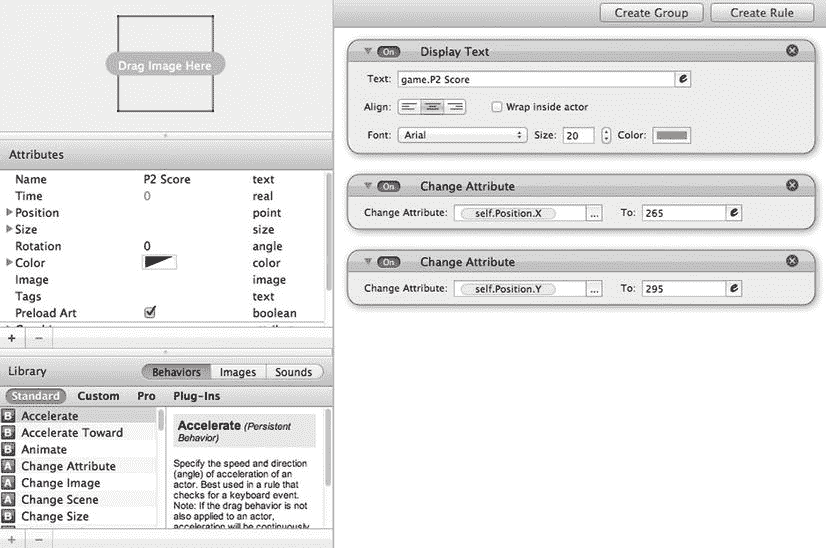 Drag Image Here
Attributes
Name P2 Score text
Time 0 real
Position point
Size size
Rotation 0 angle
Color color
Image image
Tags text
Preload Art boolean
+ −
Library Behaviors Images Sounds
Standard Custom Pro Plug-Ins
B Accelerate
B Accelerate Toward
B Animate
A Change Attribute
A Change Image
A Change Scene
B Change Size
+ −
Accelerate (Persistent
Behavior)
Specify the speed and direction
(angle) of acceleration of an
actor. Best used in a rule that
checks for a keyboard event.
Note: If the drag behavior is not
also applied to an actor,
acceleration will be continuously
Create Group Create Rule
On Display Text
Text: game.P2 Score e
Align: Wrap inside actor
Font: Arial Size: 20 Color:
On Change Attribute
Change Attribute: self.Position.X ... To: 265 e
On Change Attribute
Change Attribute: self.Position.Y ... To: 295 e